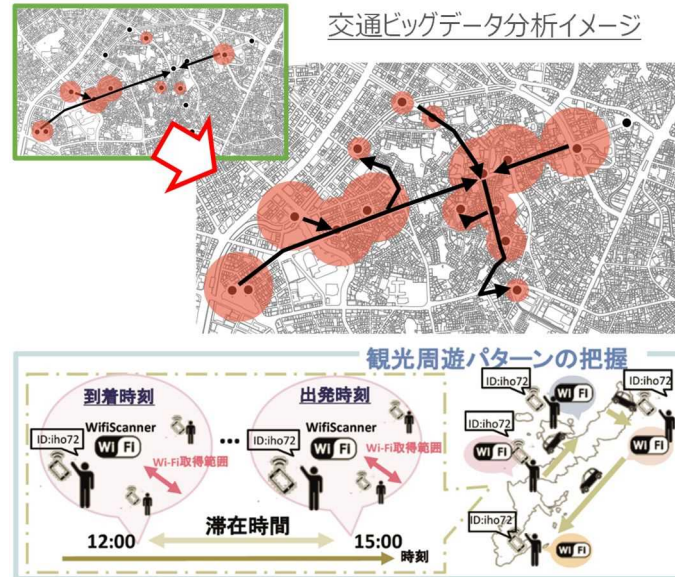 交通ビッグデータ分析イメージ
観光周遊パターンの把握
到着時刻
WifiScanner
Wi Fi
ID:iho72
Wi-Fi取得範囲
...
出発時刻
WifiScanner
Wi Fi
ID:iho72
Wi-Fi取得範囲
12:00
滞在時間
15:00
時刻
ID:iho72
Wi Fi
ID:iho72
Wi Fi
ID:iho72
Wi Fi
ID:iho72
Wi Fi